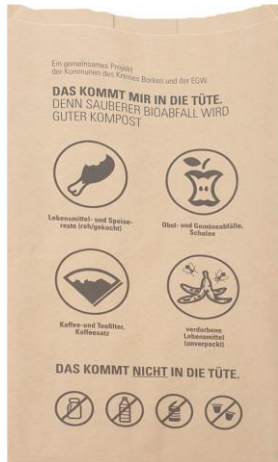 Ein gemeinsames Projekt
der Kommunen des Kreises Borken und der EGW.
DAS KOMMT MIR IN DIE TÜTE.
DENN SAUBERER BIOABFALL WIRD
GUTER KOMPOST
Lebensmittel- und Speise-
reste (roh/gekocht)
Obst- und Gemüseabfälle,
Schalen
Kaffee- und Teefilter,
Kaffeesatz
verdorbene
Lebensmittel
(unverpackt)
DAS KOMMT NICHT IN DIE TÜTE.